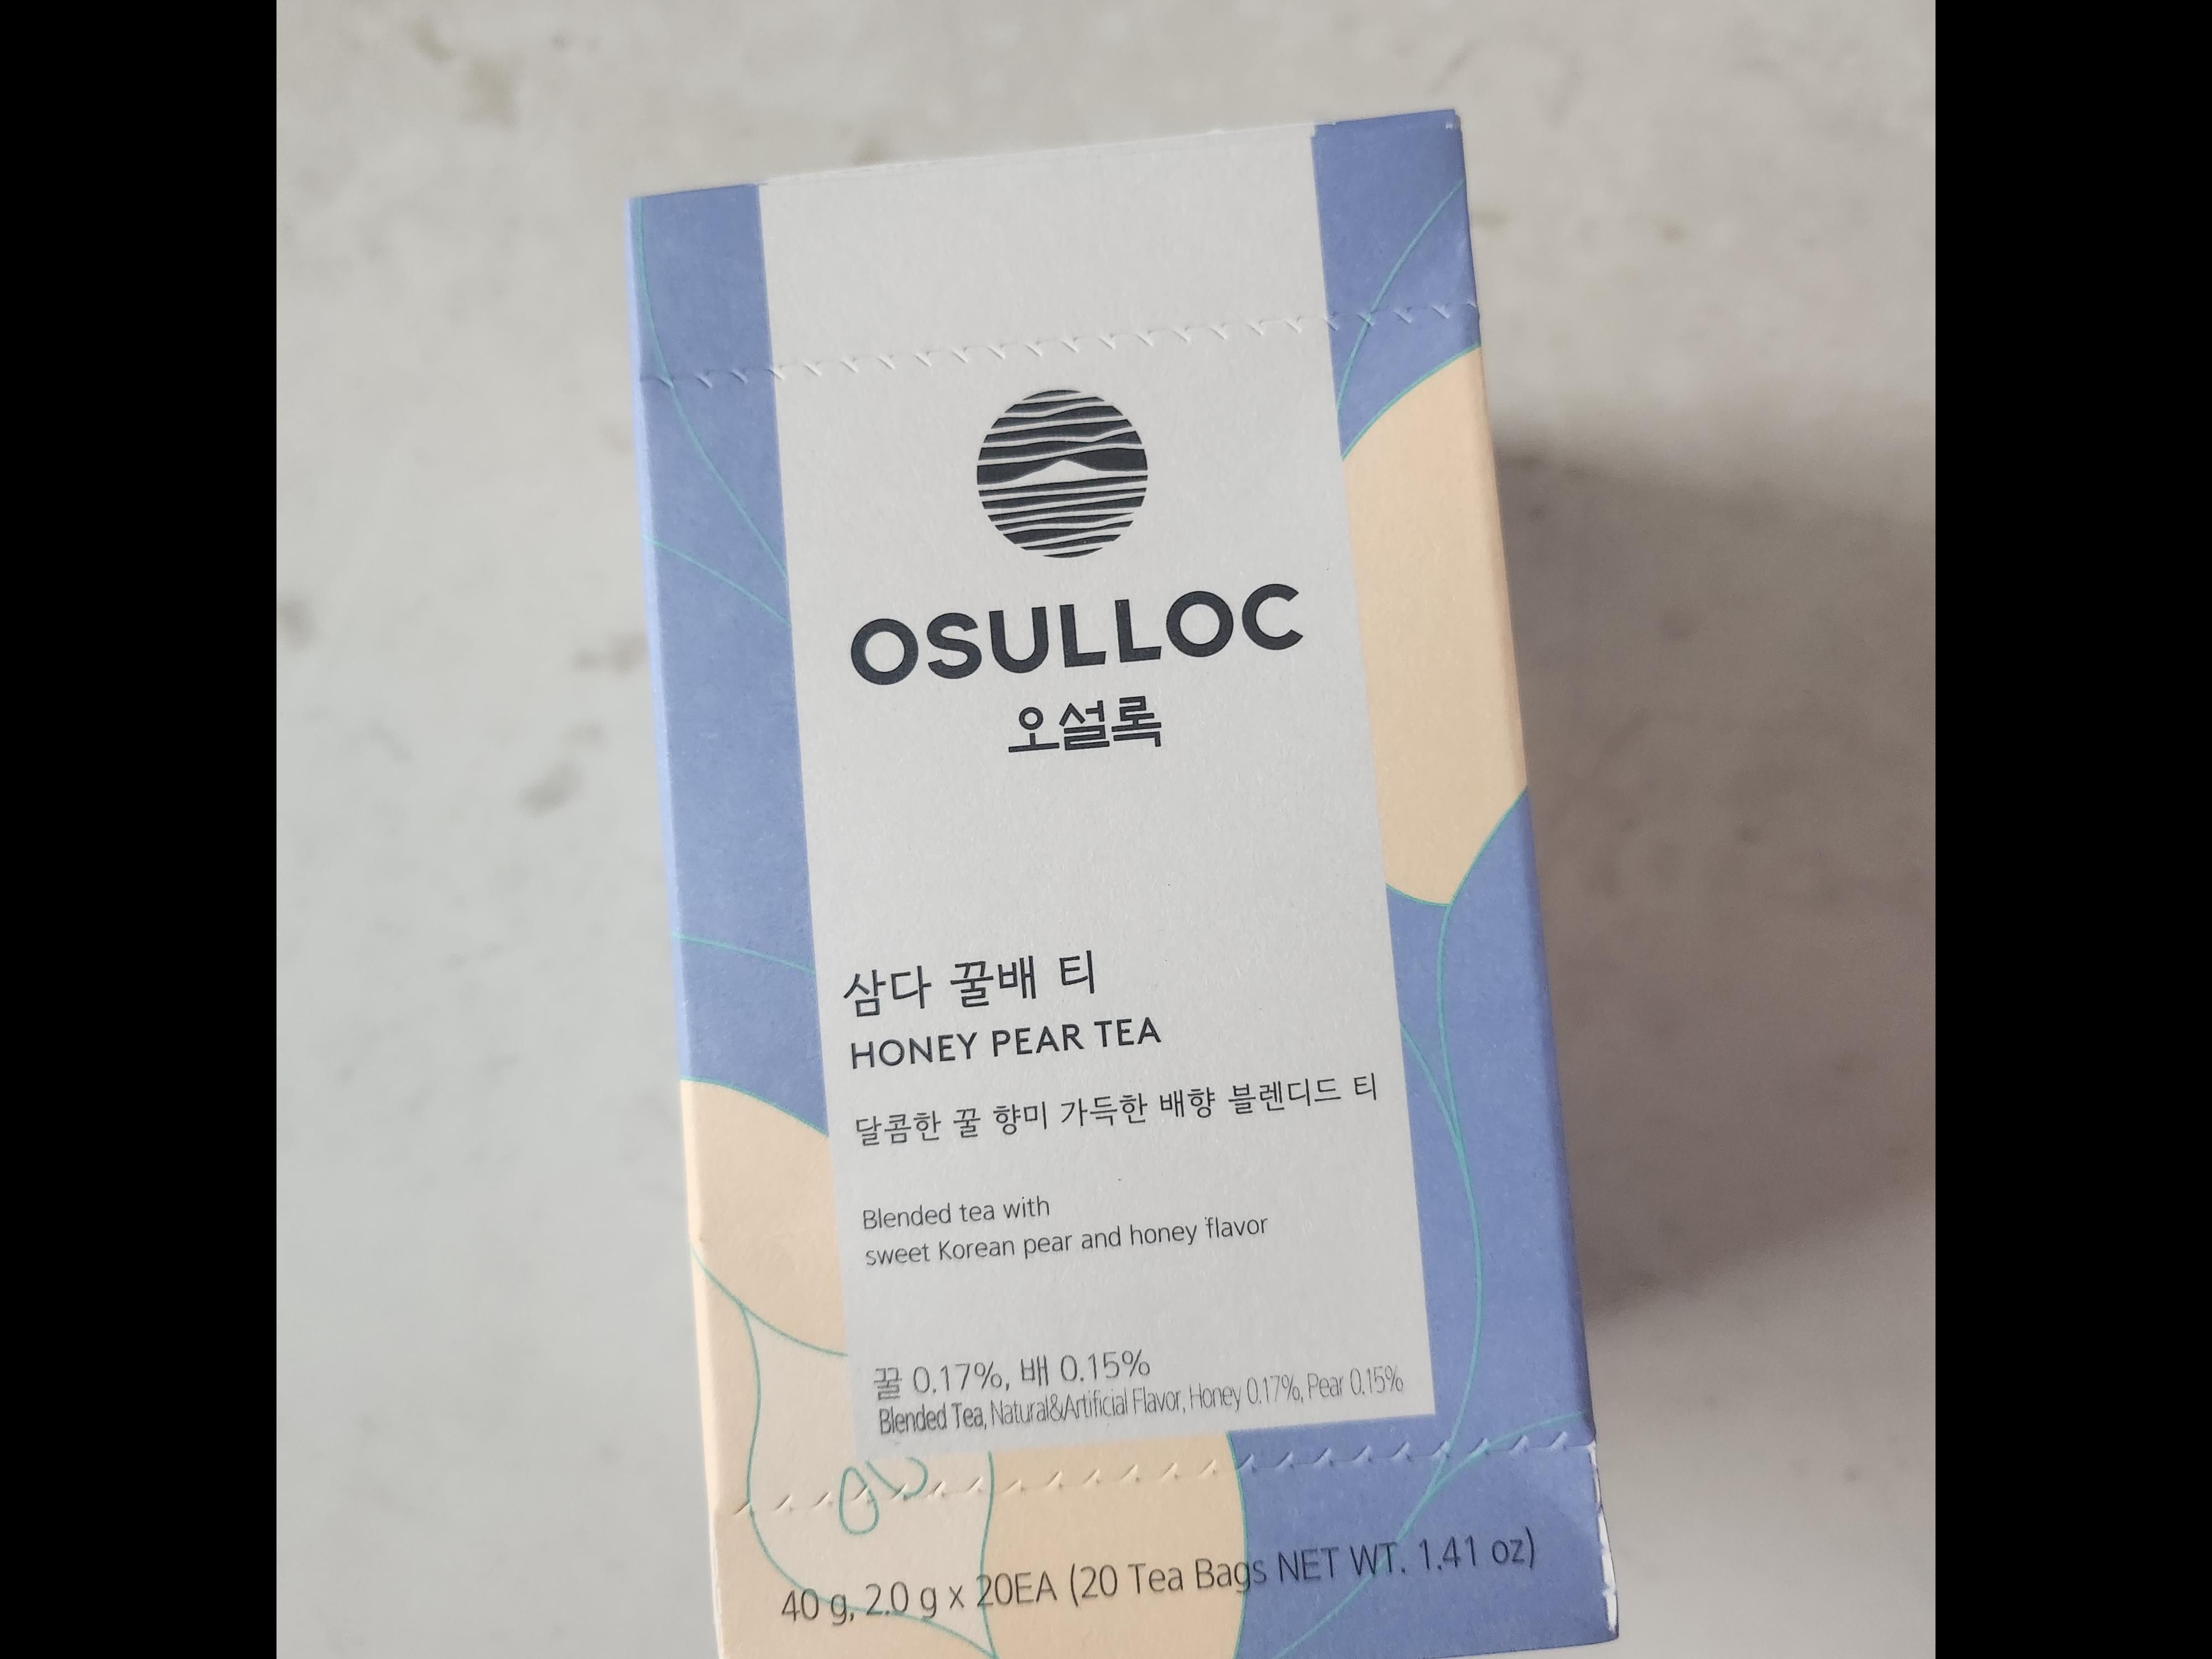 OSULLOC
오설록
삼다 꿀배 티
HONEY PEAR TEA
달콤한 꿀 향미 가득한 배향 블렌디드 티
Blended tea with
sweet Korean pear and honey flavor
꿀 0.17%, 배 0.15%
Blended Tea, Natural&Artificial Flavor, Honey 0.17%, Pear 0.15%
40 g, 2.0 g x 20EA (20 Tea Bags NET WT. 1.41 oz)